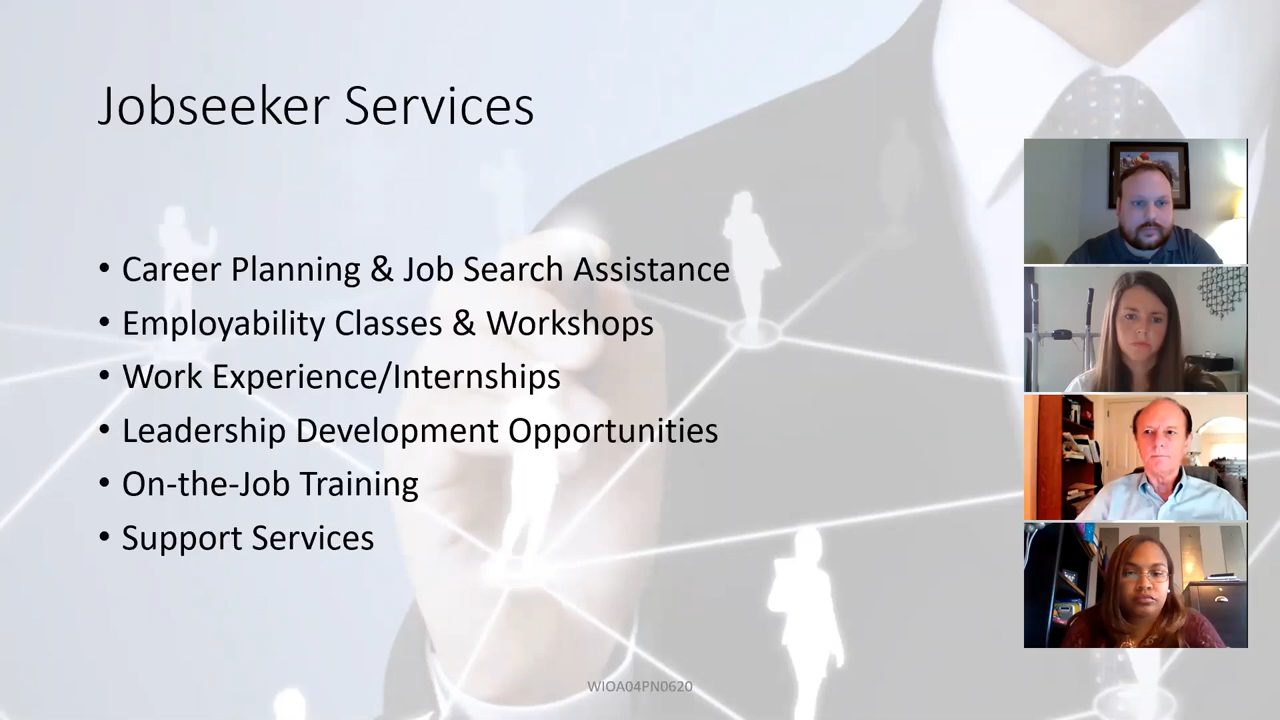 Jobseeker Services
• Career Planning & Job Search Assistance
• Employability Classes & Workshops
• Work Experience/Internships
• Leadership Development Opportunities
• On-the-Job Training
• Support Services
WIOA04PN0620